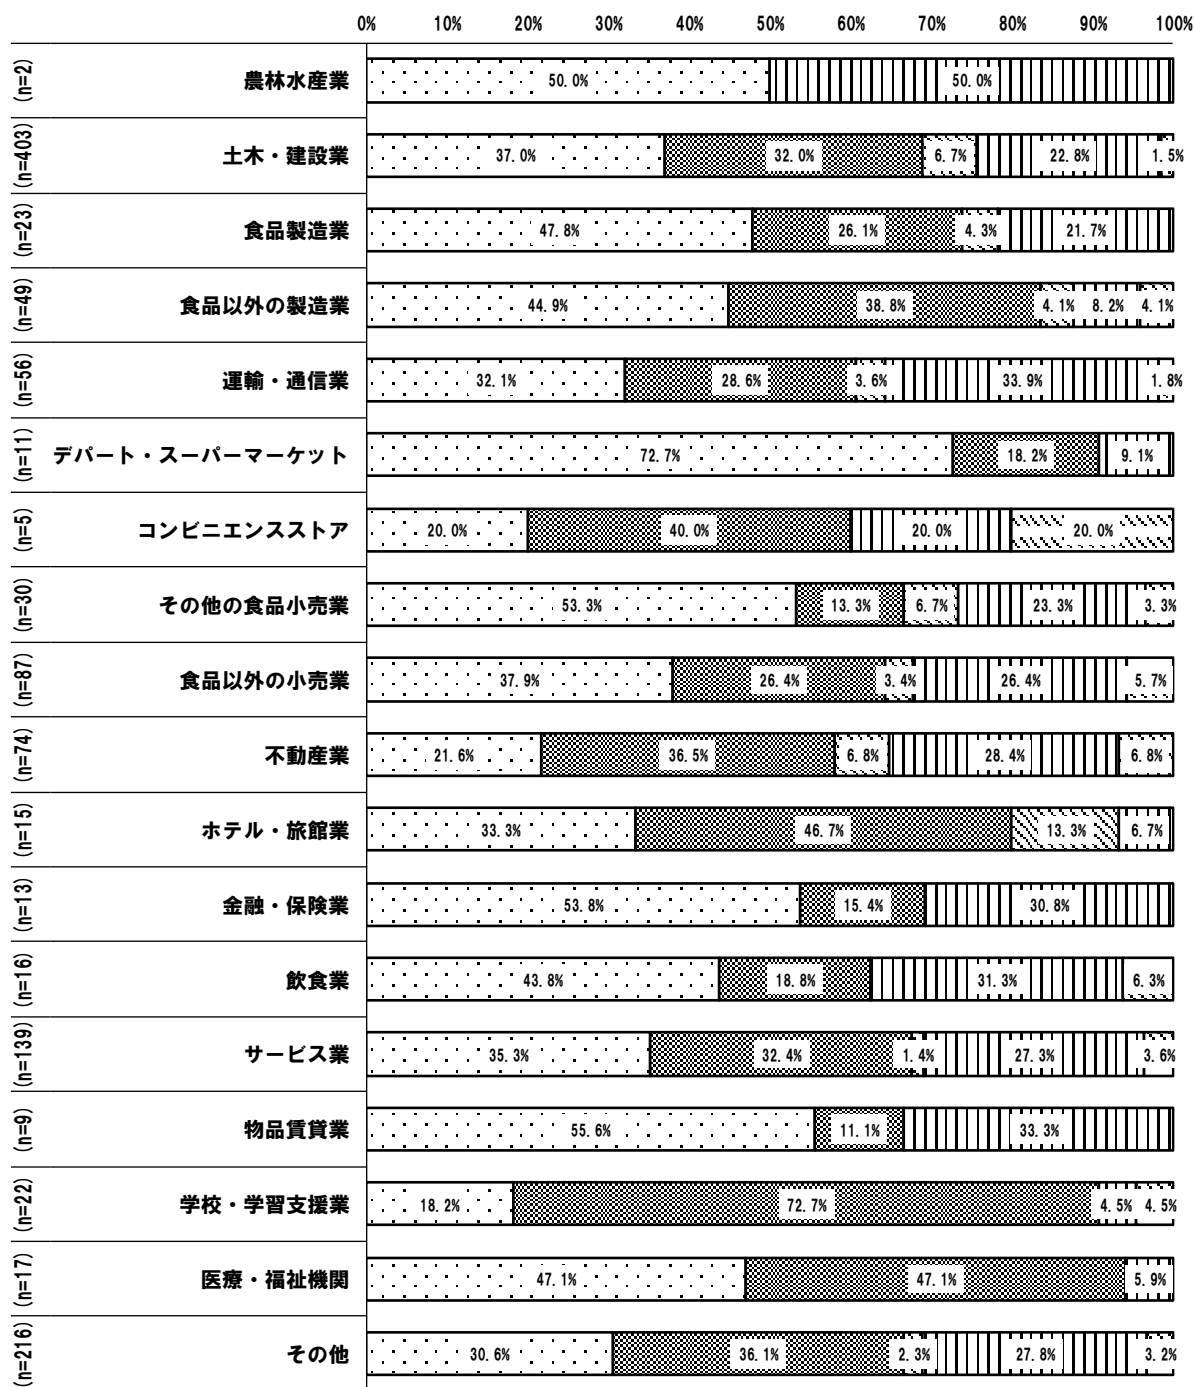 0% 10% 20% 30% 40% 50% 60% 70% 80% 90% 100%
(n=2) 農林水産業 50.0% 50.0%
(n=403) 土木・建設業 37.0% 32.0% 6.7% 22.8% 1.5%
(n=23) 食品製造業 47.8% 26.1% 4.3% 21.7%
(n=49) 食品以外の製造業 44.9% 38.8% 4.1% 8.2% 4.1%
(n=56) 運輸・通信業 32.1% 28.6% 3.6% 33.9% 1.8%
(n=11) デパート・スーパーマーケット 72.7% 18.2% 9.1%
(n=5) コンビニエンスストア 20.0% 40.0% 20.0% 20.0%
(n=30) その他の食品小売業 53.3% 13.3% 6.7% 23.3% 3.3%
(n=87) 食品以外の小売業 37.9% 26.4% 3.4% 26.4% 5.7%
(n=74) 不動産業 21.6% 36.5% 6.8% 28.4% 6.8%
(n=15) ホテル・旅館業 33.3% 46.7% 13.3% 6.7%
(n=13) 金融・保険業 53.8% 15.4% 30.8%
(n=16) 飲食業 43.8% 18.8% 31.3% 6.3%
(n=139) サービス業 35.3% 32.4% 1.4% 27.3% 3.6%
(n=9) 物品賃貸業 55.6% 11.1% 33.3%
(n=22) 学校・学習支援業 18.2% 72.7% 4.5% 4.5%
(n=17) 医療・福祉機関 47.1% 47.1% 5.9%
(n=216) その他 30.6% 36.1% 2.3% 27.8% 3.2%